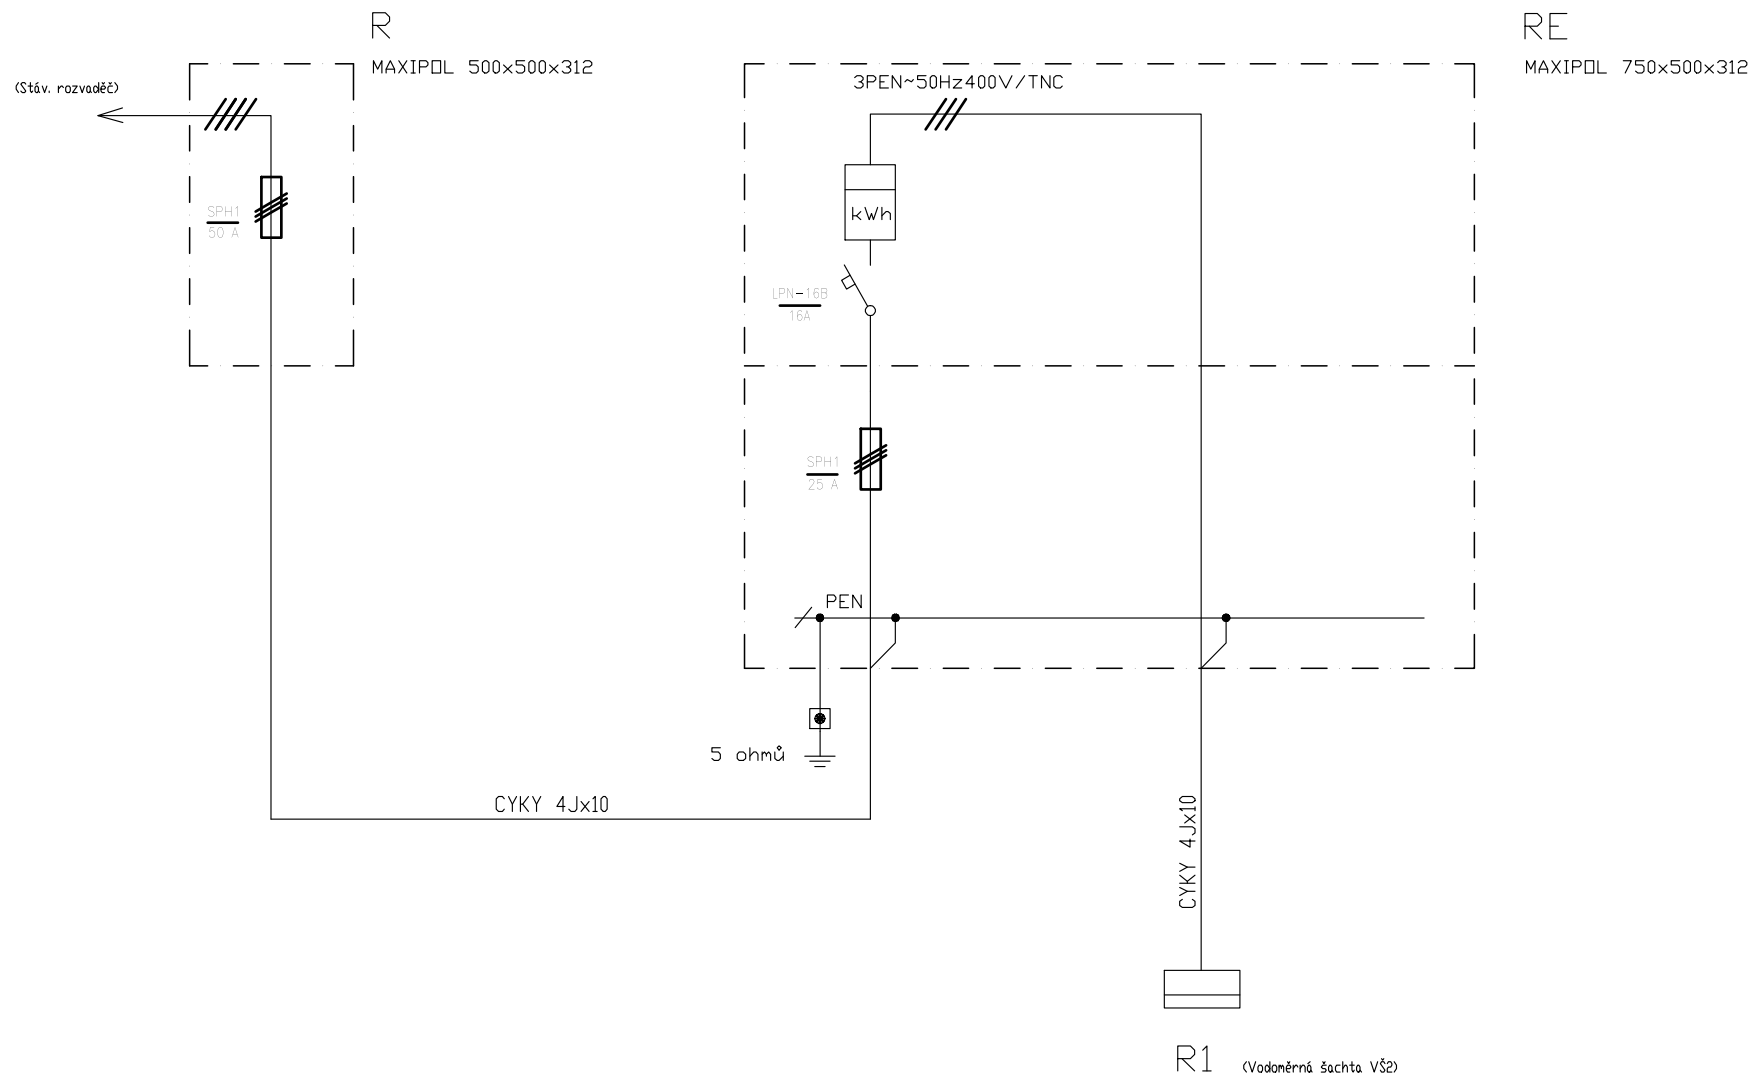 R
MAXIPOL 500x500x312
RE
MAXIPOL 750x500x312
(Stáv. rozvaděč)
3PEN~50Hz400V/TNC
SPH1
50 A
kWh
LPN-16B
16A
SPH1
25 A
PEN
5 ohmů
CYKY 4Jx10
CYKY 4Jx10
R1 (Vodoměrná šachta VŠ2)